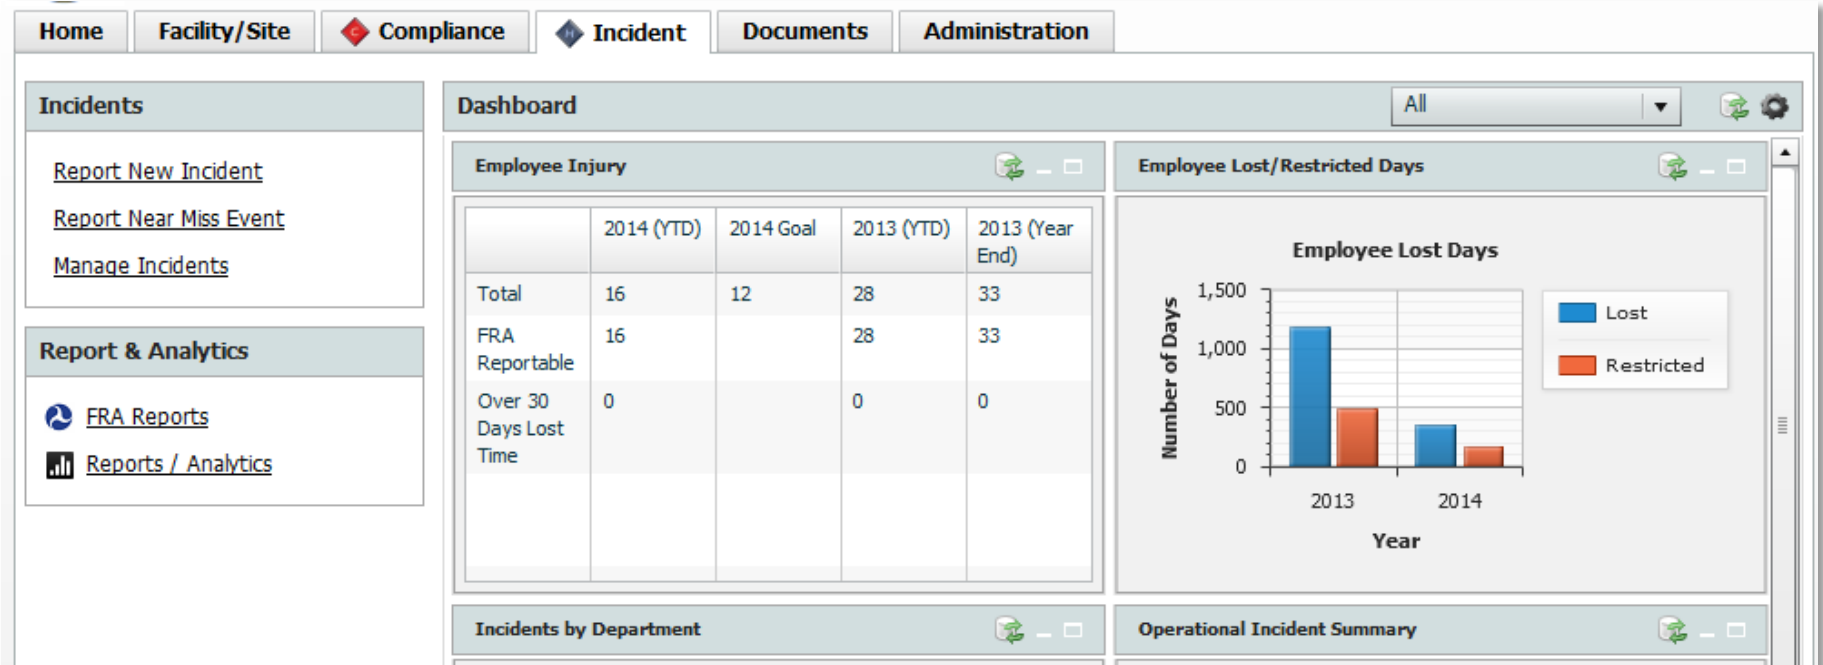 Home
Facility/Site
C
Compliance
H
Incident
Documents
Administration
Incidents
Report New Incident
Report Near Miss Event
Manage Incidents
Report & Analytics
FRA Reports
Reports / Analytics
Dashboard
All
Employee Injury
2014 (YTD)
2014 Goal
2013 (YTD)
2013 (Year
End)
Total
16
12
28
33
FRA
Reportable
16
28
33
Over 30
Days Lost
Time
0
0
0
Employee Lost/Restricted Days
Employee Lost Days
Number of Days
1,500
1,000
500
0
2013
2014
Year
Lost
Restricted
Incidents by Department
Operational Incident Summary